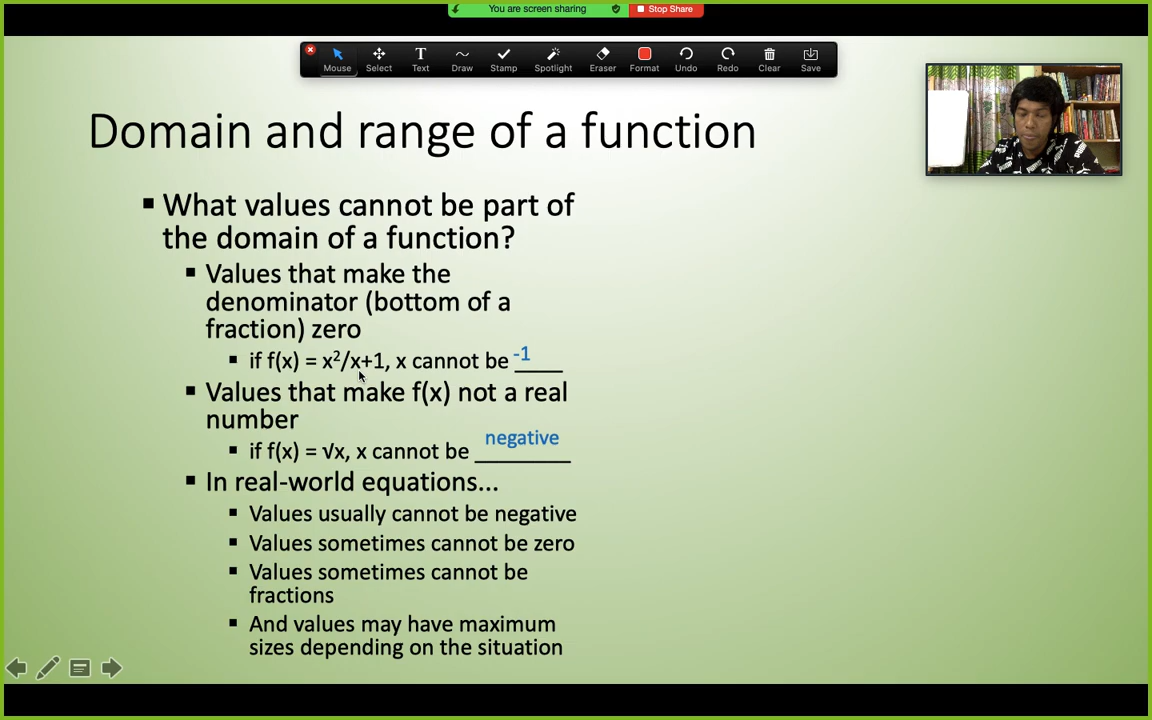 You are screen sharing
Stop Share
Mouse Select Text Draw Stamp Spotlight Eraser Format Undo Redo Clear Save
Domain and range of a function
What values cannot be part of
the domain of a function?
Values that make the
denominator (bottom of a
fraction) zero
if f(x) = x²/x+1, x cannot be -1
Values that make f(x) not a real
number
if f(x) = √x, x cannot be negative
In real-world equations...
Values usually cannot be negative
Values sometimes cannot be zero
Values sometimes cannot be
fractions
And values may have maximum
sizes depending on the situation